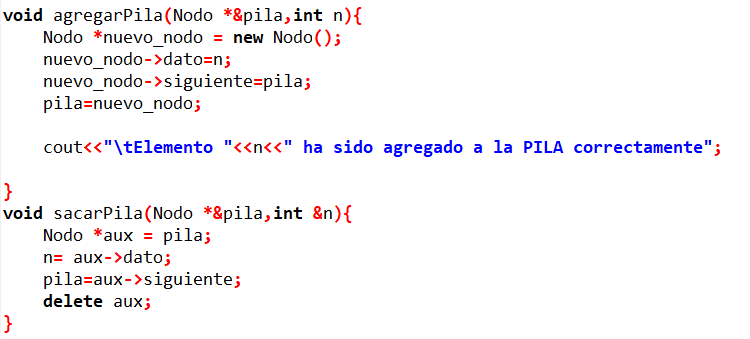 void agregarPila(Nodo *&pila,int n){
    Nodo *nuevo_nodo = new Nodo();
    nuevo_nodo->dato=n;
    nuevo_nodo->siguiente=pila;
    pila=nuevo_nodo;
    cout<<"\tElemento "<<n<<" ha sido agregado a la PILA correctamente";
}
void sacarPila(Nodo *&pila,int &n){
    Nodo *aux = pila;
    n= aux->dato;
    pila=aux->siguiente;
    delete aux;
}